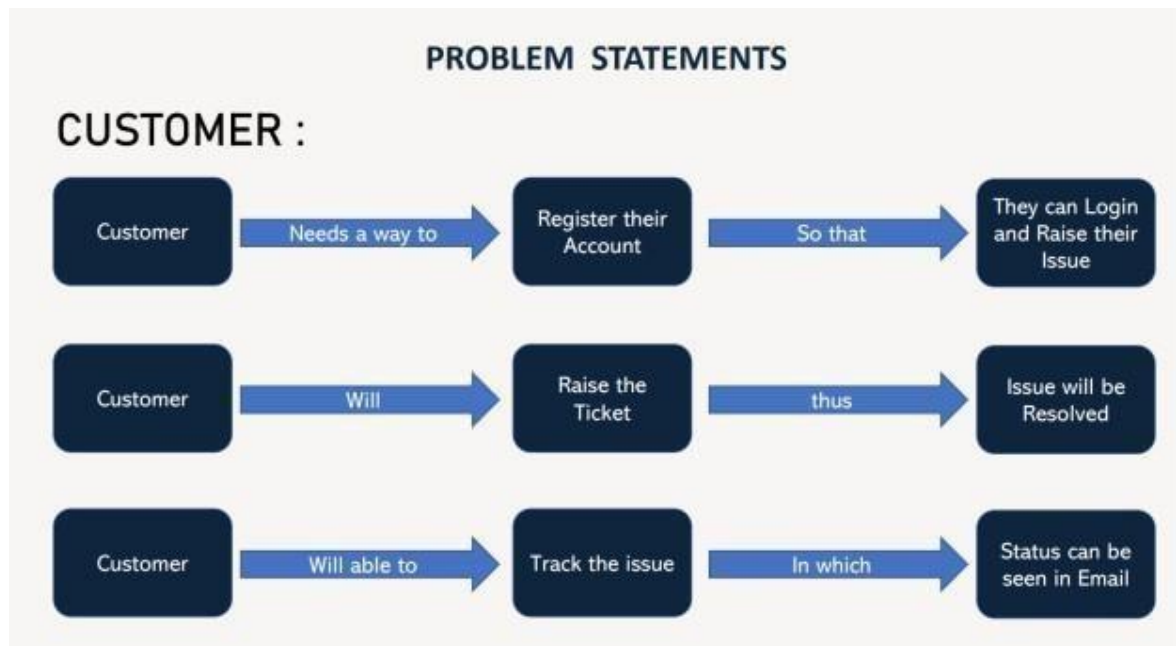 PROBLEM STATEMENTS
CUSTOMER :
Customer
Needs a way to
Register their
Account
So that
They can Login
and Raise their
Issue
Customer
Will
Raise the
Ticket
thus
Issue will be
Resolved
Customer
Will able to
Track the issue
In which
Status can be
seen in Email